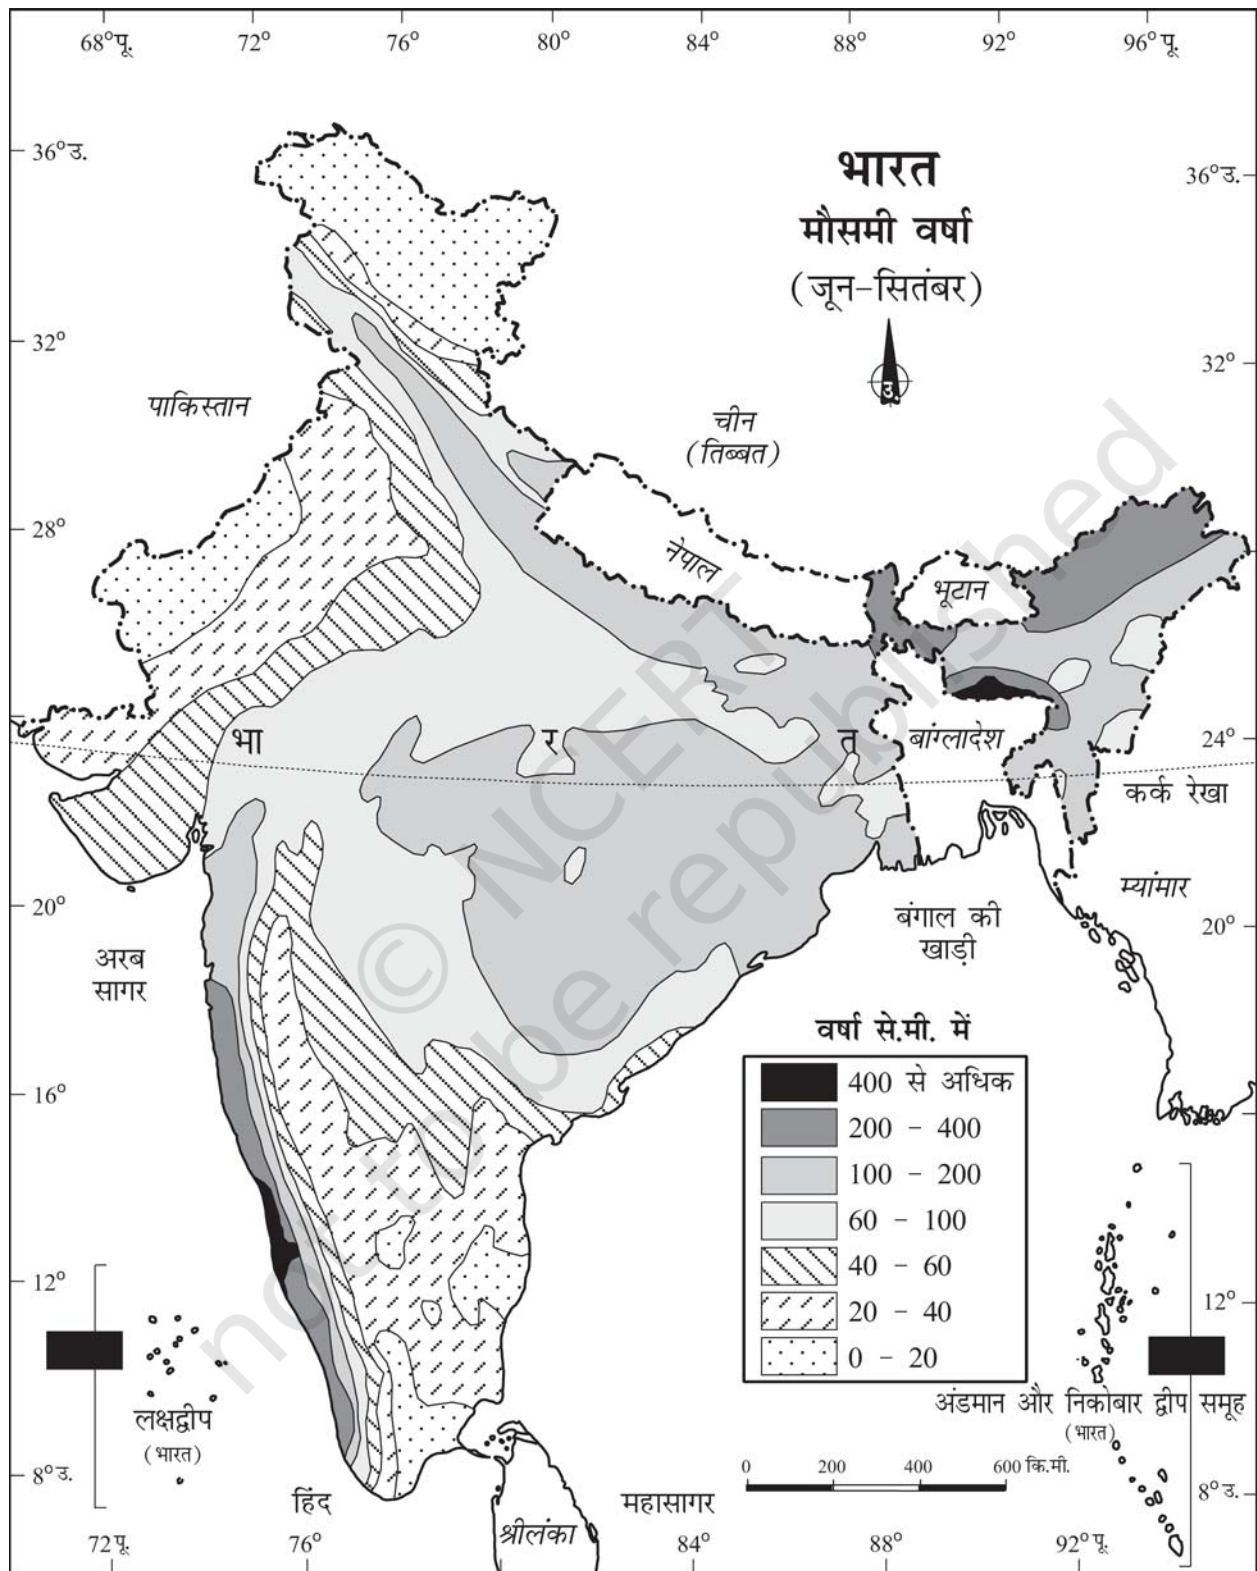 68° पू.
72°
76°
80°
84°
88°
92°
96° पू.
36° उ.
36° उ.
भारत
मौसमी वर्षा
(जून-सितंबर)
उ.
32°
32°
पाकिस्तान
चीन
(तिब्बत)
28°
नेपाल
भूटान
भा
र
त
बांग्लादेश
24°
कर्क रेखा
म्यांमार
20°
20°
बंगाल की
खाड़ी
अरब
सागर
© NCERT
not to be republished
16°
वर्षा से.मी. में
400 से अधिक
200 - 400
100 - 200
60 - 100
40 - 60
20 - 40
0 - 20
12°
12°
लक्षद्वीप
(भारत)
अंडमान और निकोबार द्वीप समूह
(भारत)
0 200 400 600 कि.मी.
8° उ.
8° उ.
हिंद
महासागर
श्रीलंका
72° पू.
76°
84°
88°
92° पू.